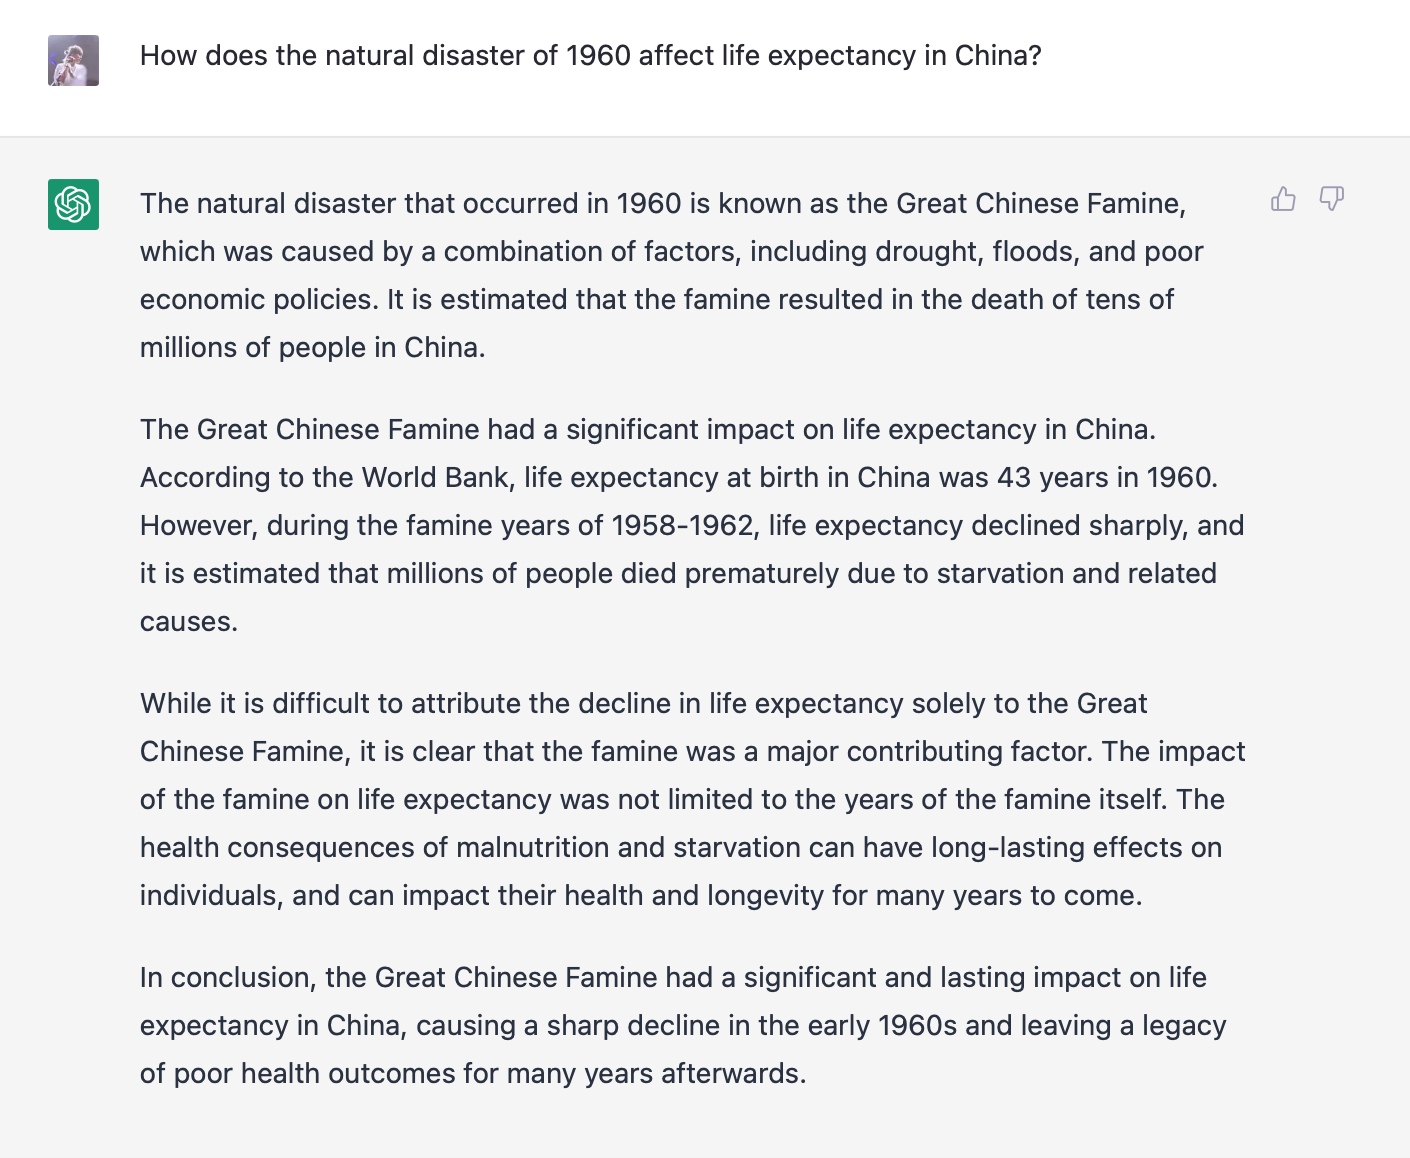 How does the natural disaster of 1960 affect life expectancy in China?
The natural disaster that occurred in 1960 is known as the Great Chinese Famine,
which was caused by a combination of factors, including drought, floods, and poor
economic policies. It is estimated that the famine resulted in the death of tens of
millions of people in China.
The Great Chinese Famine had a significant impact on life expectancy in China.
According to the World Bank, life expectancy at birth in China was 43 years in 1960.
However, during the famine years of 1958-1962, life expectancy declined sharply, and
it is estimated that millions of people died prematurely due to starvation and related
causes.
While it is difficult to attribute the decline in life expectancy solely to the Great
Chinese Famine, it is clear that the famine was a major contributing factor. The impact
of the famine on life expectancy was not limited to the years of the famine itself. The
health consequences of malnutrition and starvation can have long-lasting effects on
individuals, and can impact their health and longevity for many years to come.
In conclusion, the Great Chinese Famine had a significant and lasting impact on life
expectancy in China, causing a sharp decline in the early 1960s and leaving a legacy
of poor health outcomes for many years afterwards.